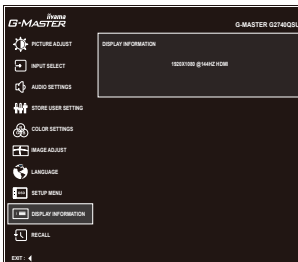 iiyama
G-MASTER
G-MASTER G2740QSU
PICTURE ADJUST
DISPLAY INFORMATION
1920X1080 @144HZ HDMI
INPUT SELECT
AUDIO SETTINGS
STORE USER SETTING
COLOR SETTINGS
IMAGE ADJUST
LANGUAGE
SETUP MENU
DISPLAY INFORMATION
RECALL
EXIT :